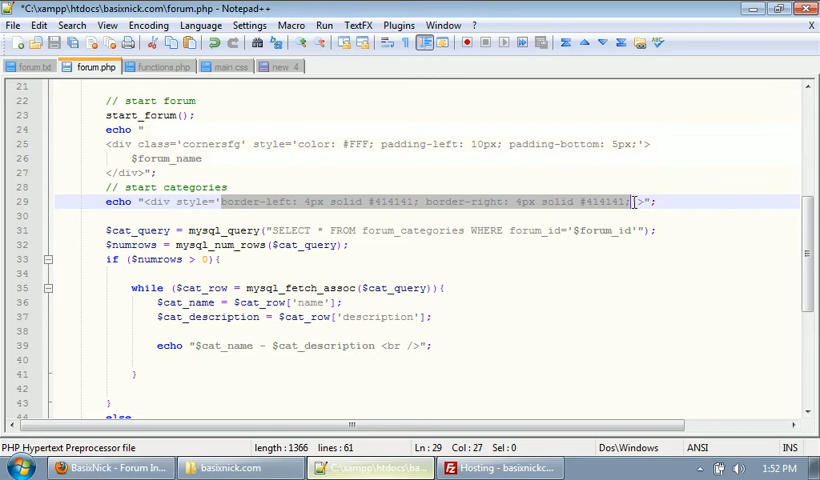 *C:\xampp\htdocs\basixnick.com\forum.php - Notepad++
File Edit Search View Encoding Language Settings Macro Run TextFX Plugins Window ? X
forum.txt forum.php functions.php main.css new 4
21
22 // start forum
23 start_forum();
24 echo "
25 <div class='cornersfg' style='color: #FFF; padding-left: 10px; padding-bottom: 5px;'>
26 $forum_name
27 </div>";
28 // start categories
29 echo "<div style='border-left: 4px solid #414141; border-right: 4px solid #414141;'>";
30
31 $cat_query = mysql_query("SELECT * FROM forum_categories WHERE forum_id='$forum_id'");
32 $numrows = mysql_num_rows($cat_query);
33 if ($numrows > 0){
34
35 while ($cat_row = mysql_fetch_assoc($cat_query)){
36 $cat_name = $cat_row['name'];
37 $cat_description = $cat_row['description'];
38
39 echo "$cat_name - $cat_description <br />";
40
41 }
42
43 }
44 else
PHP Hypertext Preprocessor file length : 1366 lines : 61 Ln : 29 Col : 27 Sel : 0 Dos\Windows ANSI INS
BasixNick - Forum In... basixnick.com C:\xampp\htdocs\ba... Hosting - basixnickc... 1:52 PM